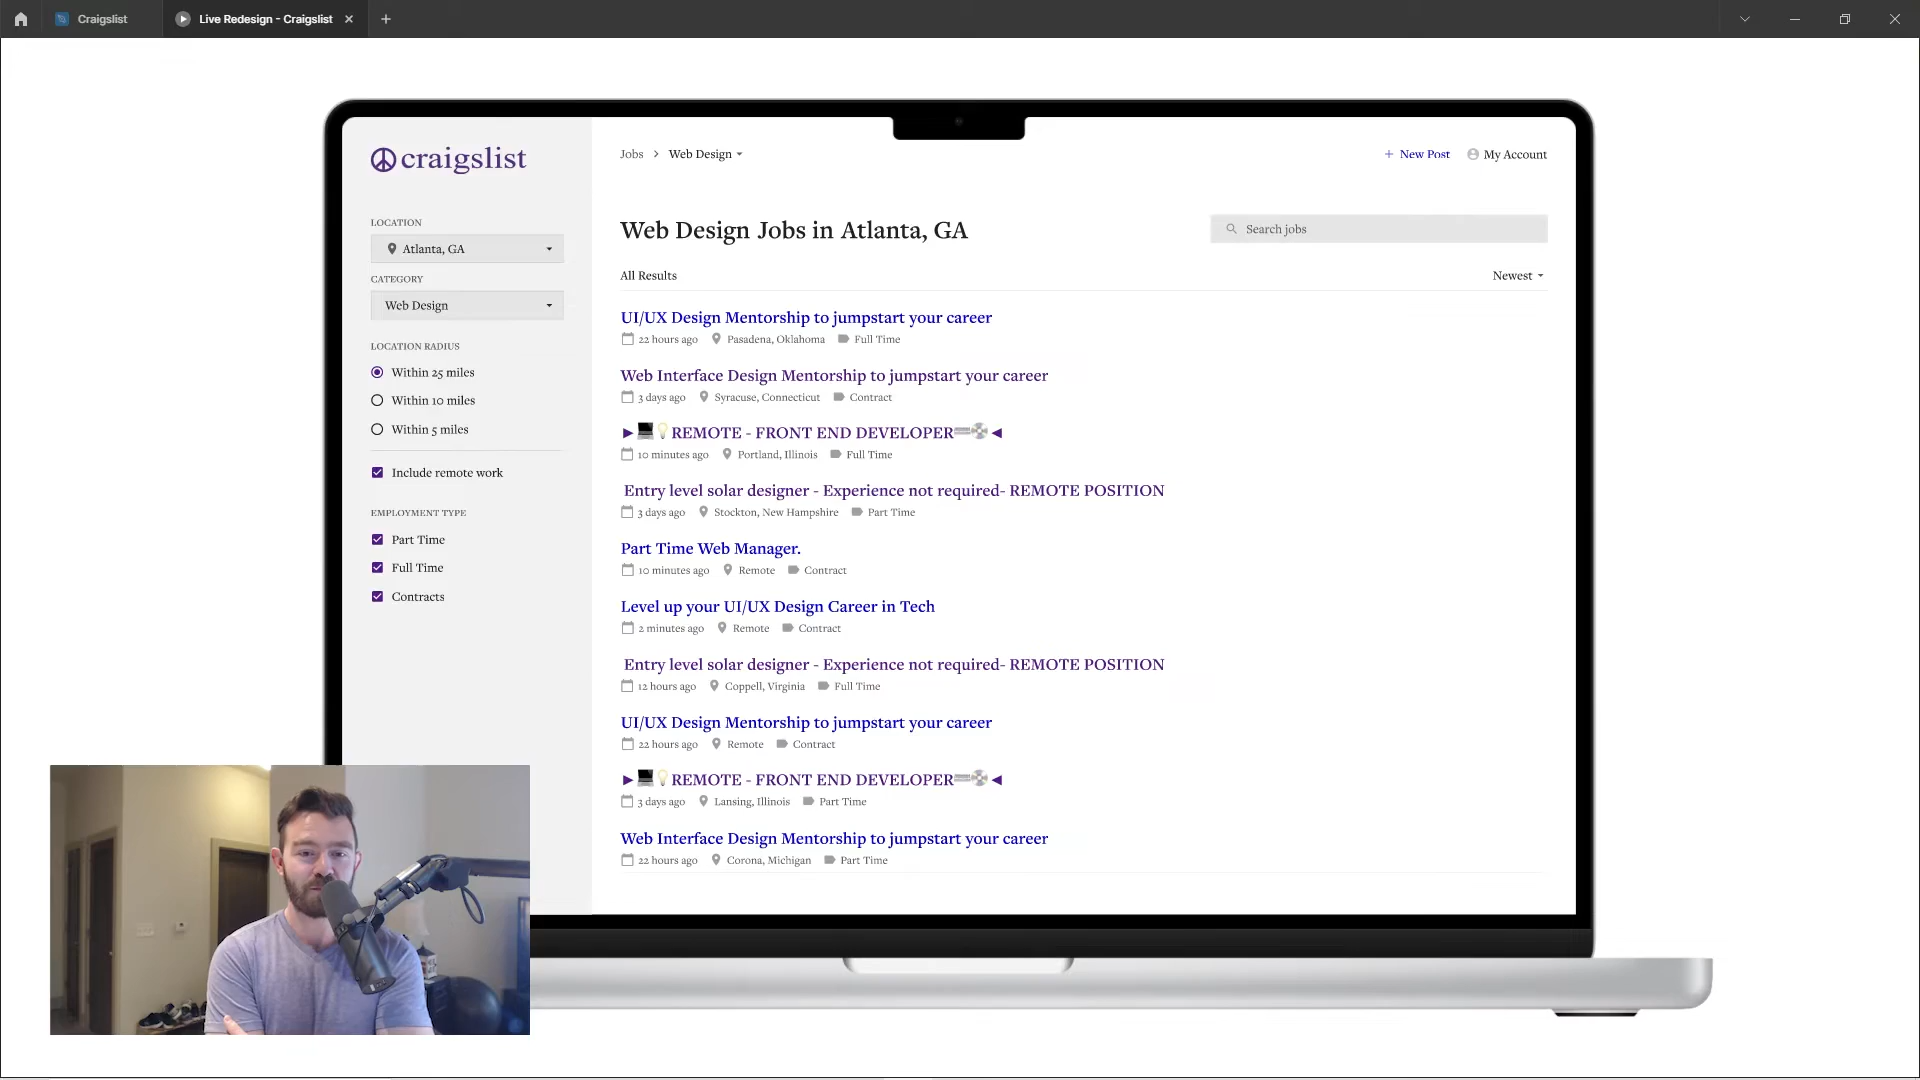 Craigslist
Live Redesign - Craigslist
craigslist
LOCATION
Atlanta, GA
CATEGORY
Web Design
LOCATION RADIUS
Within 25 miles
Within 10 miles
Within 5 miles
Include remote work
EMPLOYMENT TYPE
Part Time
Full Time
Contracts
Jobs > Web Design
+ New Post My Account
Web Design Jobs in Atlanta, GA
Search jobs
All Results
Newest
UI/UX Design Mentorship to jumpstart your career
22 hours ago Pasadena, Oklahoma Full Time
Web Interface Design Mentorship to jumpstart your career
3 days ago Syracuse, Connecticut Contract
►💻💡REMOTE - FRONT END DEVELOPER⌨💽◄
10 minutes ago Portland, Illinois Full Time
Entry level solar designer - Experience not required- REMOTE POSITION
3 days ago Stockton, New Hampshire Part Time
Part Time Web Manager.
10 minutes ago Remote Contract
Level up your UI/UX Design Career in Tech
2 minutes ago Remote Contract
Entry level solar designer - Experience not required- REMOTE POSITION
12 hours ago Coppell, Virginia Full Time
UI/UX Design Mentorship to jumpstart your career
22 hours ago Remote Contract
►💻💡REMOTE - FRONT END DEVELOPER⌨💽◄
3 days ago Lansing, Illinois Part Time
Web Interface Design Mentorship to jumpstart your career
22 hours ago Corona, Michigan Part Time